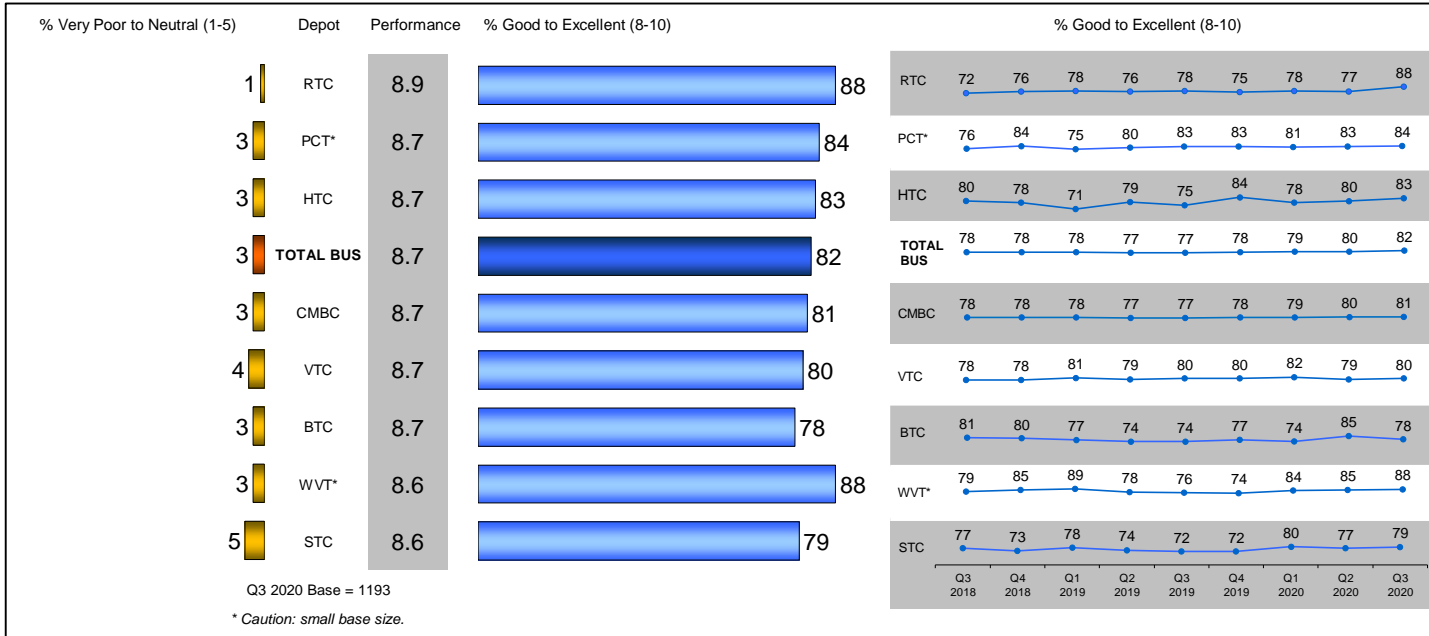 % Very Poor to Neutral (1-5) Depot Performance % Good to Excellent (8-10) % Good to Excellent (8-10)
1 RTC 8.9 88
3 PCT* 8.7 84
3 HTC 8.7 83
3 TOTAL BUS 8.7 82
3 CMBC 8.7 81
4 VTC 8.7 80
3 BTC 8.7 78
3 WVT* 8.6 88
5 STC 8.6 79
Q3 2020 Base = 1193
* Caution: small base size.
RTC 72 76 78 76 78 75 78 77 88
PCT* 76 84 75 80 83 83 81 83 84
HTC 80 78 71 79 75 84 78 80 83
TOTAL
BUS
78 78 78 77 77 78 79 80 82
CMBC 78 78 78 77 77 78 79 80 81
VTC 78 78 81 79 80 80 82 79 80
BTC 81 80 77 74 74 77 74 85 78
WVT* 79 85 89 78 76 74 84 85 88
STC 77 73 78 74 72 72 80 77 79
Q3 Q4 Q1 Q2 Q3 Q4 Q1 Q2 Q3
2018 2018 2019 2019 2019 2019 2020 2020 2020